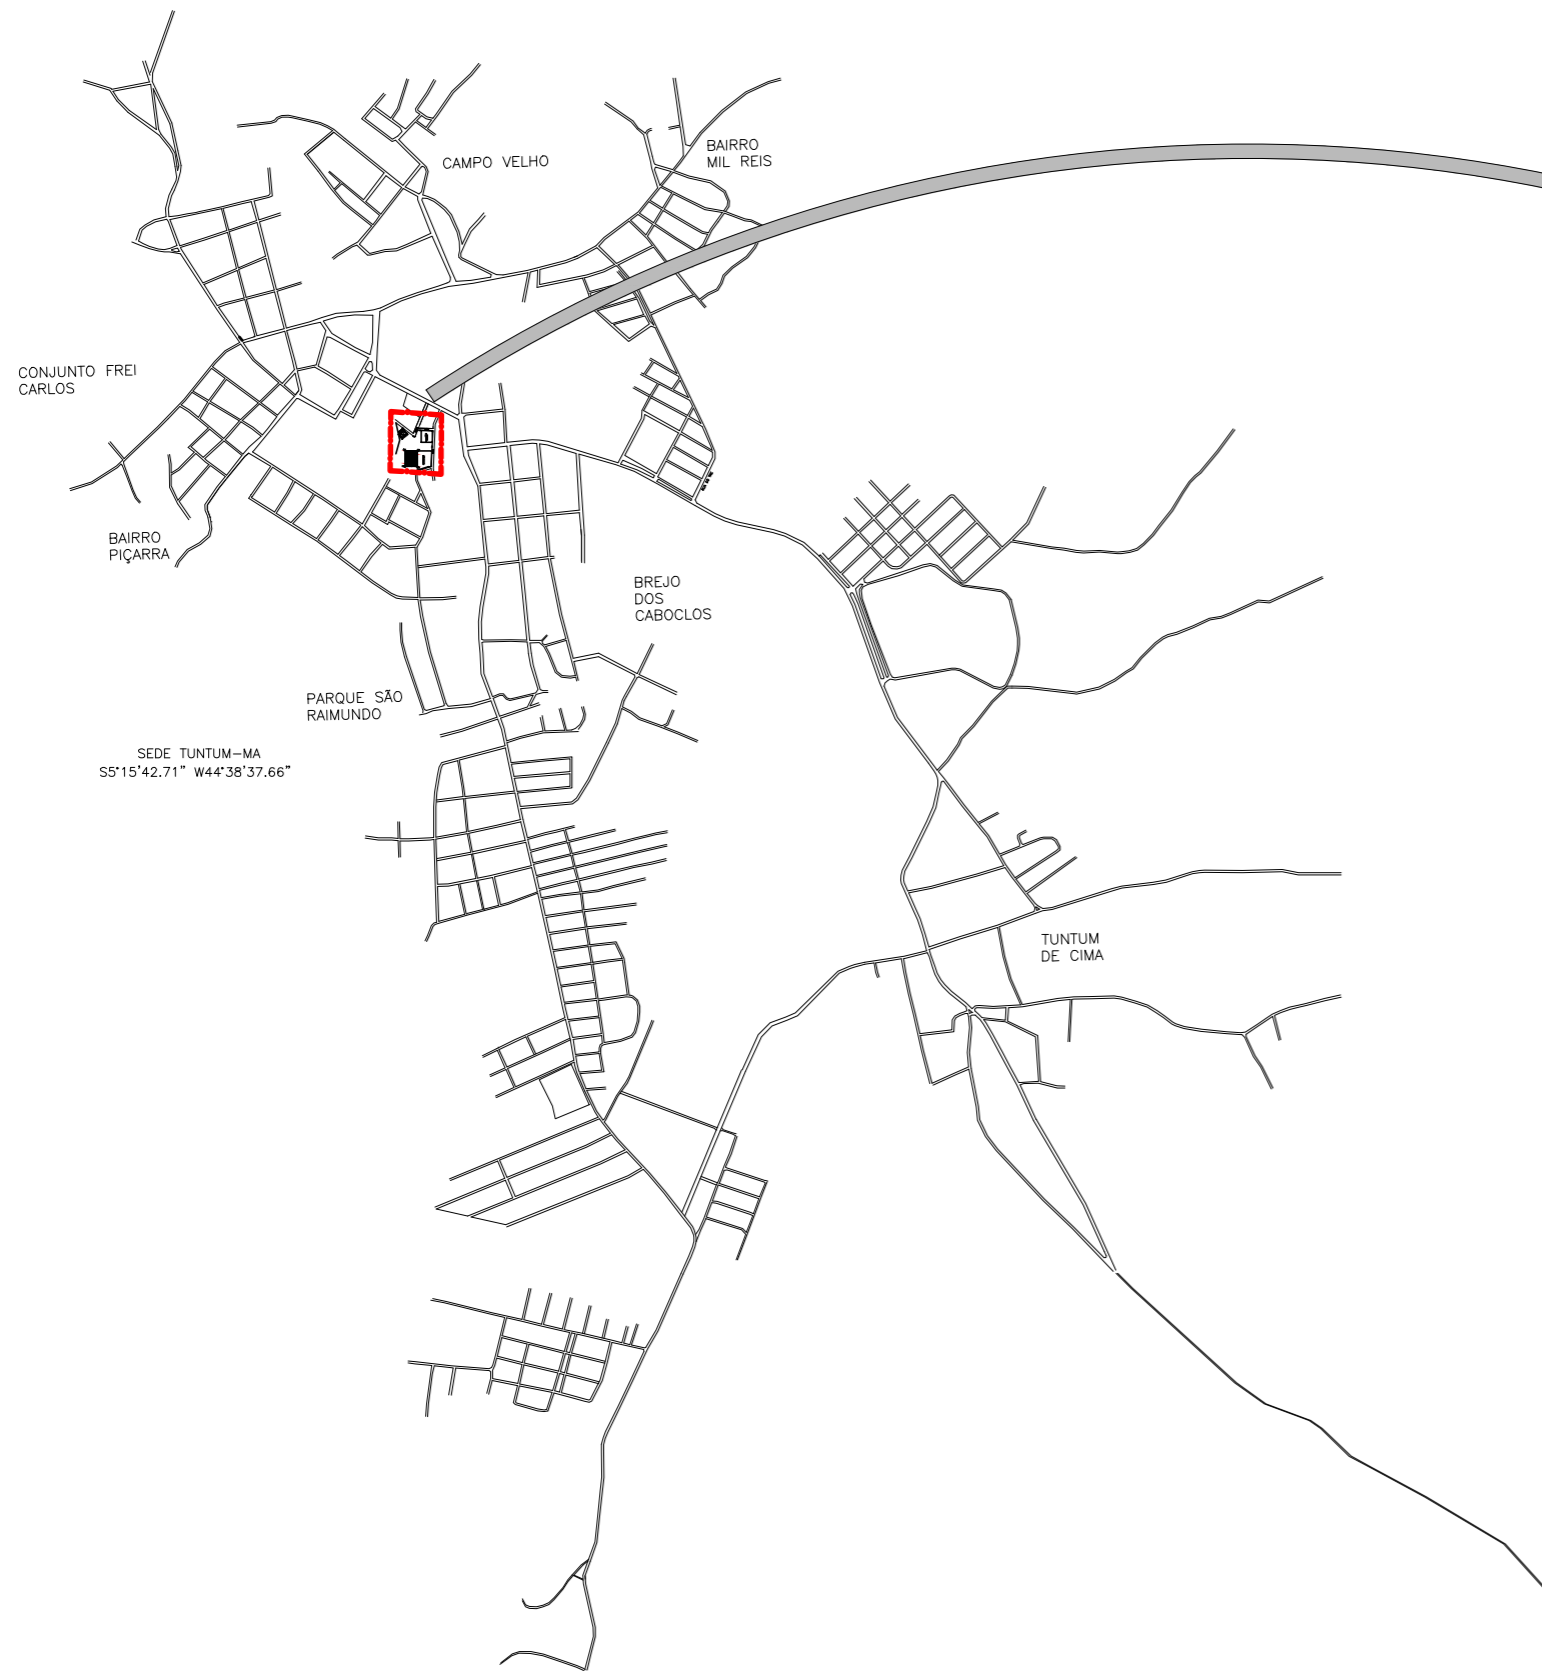 CAMPO VELHO
BAIRRO
MIL REIS
CONJUNTO FREI
CARLOS
BAIRRO
PIÇARRA
BREJO
DOS
CABOCLOS
PARQUE SÃO
RAIMUNDO
SEDE TUNTUM-MA
S5°15'42.71" W44°38'37.66"
TUNTUM
DE CIMA